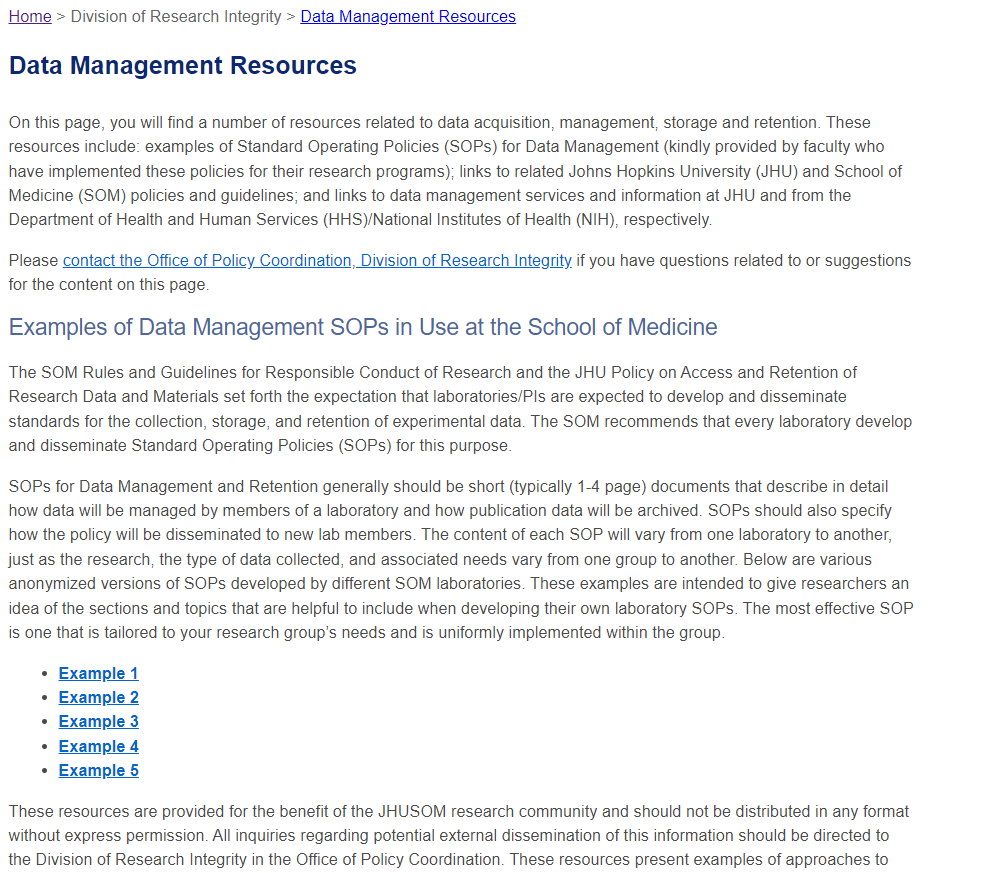 Home > Division of Research Integrity > Data Management Resources
Data Management Resources
On this page, you will find a number of resources related to data acquisition, management, storage and retention. These
resources include: examples of Standard Operating Policies (SOPs) for Data Management (kindly provided by faculty who
have implemented these policies for their research programs); links to related Johns Hopkins University (JHU) and School of
Medicine (SOM) policies and guidelines; and links to data management services and information at JHU and from the
Department of Health and Human Services (HHS)/National Institutes of Health (NIH), respectively.
Please contact the Office of Policy Coordination, Division of Research Integrity if you have questions related to or suggestions
for the content on this page.
Examples of Data Management SOPs in Use at the School of Medicine
The SOM Rules and Guidelines for Responsible Conduct of Research and the JHU Policy on Access and Retention of
Research Data and Materials set forth the expectation that laboratories/PIs are expected to develop and disseminate
standards for the collection, storage, and retention of experimental data. The SOM recommends that every laboratory develop
and disseminate Standard Operating Policies (SOPs) for this purpose.
SOPs for Data Management and Retention generally should be short (typically 1-4 page) documents that describe in detail
how data will be managed by members of a laboratory and how publication data will be archived. SOPs should also specify
how the policy will be disseminated to new lab members. The content of each SOP will vary from one laboratory to another,
just as the research, the type of data collected, and associated needs vary from one group to another. Below are various
anonymized versions of SOPs developed by different SOM laboratories. These examples are intended to give researchers an
idea of the sections and topics that are helpful to include when developing their own laboratory SOPs. The most effective SOP
is one that is tailored to your research group’s needs and is uniformly implemented within the group.
• Example 1
• Example 2
• Example 3
• Example 4
• Example 5
These resources are provided for the benefit of the JHUSOM research community and should not be distributed in any format
without express permission. All inquiries regarding potential external dissemination of this information should be directed to
the Division of Research Integrity in the Office of Policy Coordination. These resources present examples of approaches to